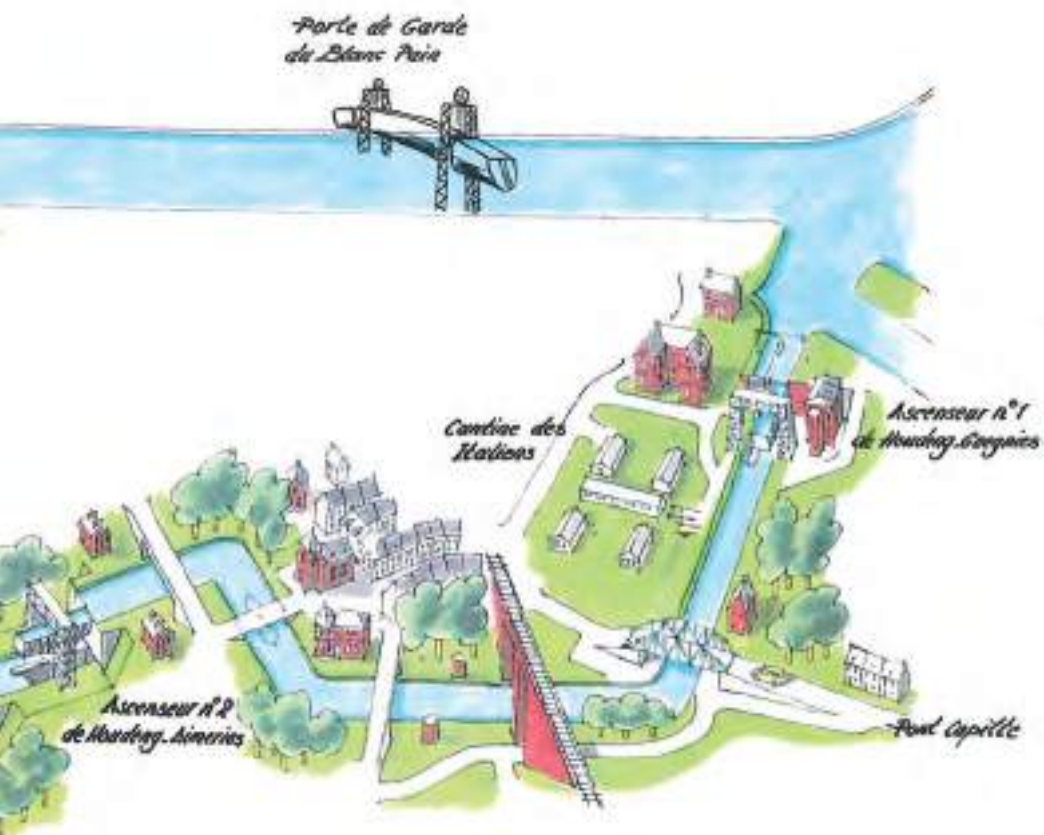 Porte de Garde
du Blanc Pain
Cantine des
Italiens
Ascenseur n°1
de Houdeng-Goegnies
Ascenseur n°2
de Houdeng-Aimeries
Pont Capitte